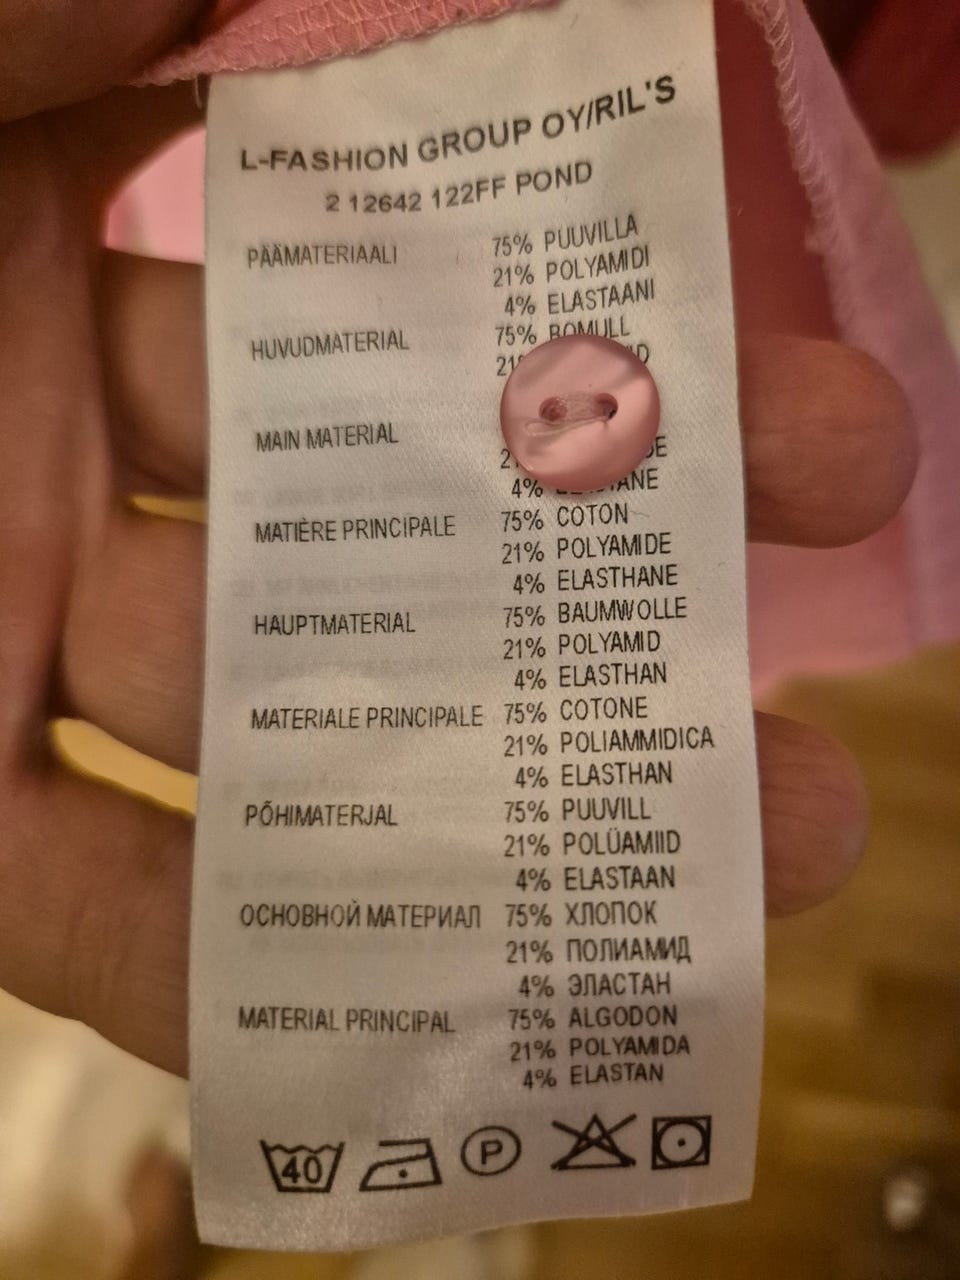 L-FASHION GROUP OY/RIL'S
2 12642 122FF POND
PÄÄMATERIAALI 75% PUUVILLA
21% POLYAMIDI
4% ELASTAANI
HUVUDMATERIAL 75% BOMULL
MAIN MATERIAL
4%
MATIÈRE PRINCIPALE 75% COTON
21% POLYAMIDE
4% ELASTHANE
HAUPTMATERIAL 75% BAUMWOLLE
21% POLYAMID
4% ELASTHAN
MATERIALE PRINCIPALE 75% COTONE
21% POLIAMMIDICA
4% ELASTHAN
PÕHIMATERJAL 75% PUUVILL
21% POLÜAMIID
4% ELASTAAN
ОСНОВНОЙ МАТЕРИАЛ 75% ХЛОПОК
21% ПОЛИАМИД
4% ЭЛАСТАН
MATERIAL PRINCIPAL 75% ALGODON
21% POLYAMIDA
4% ELASTAN
40 P